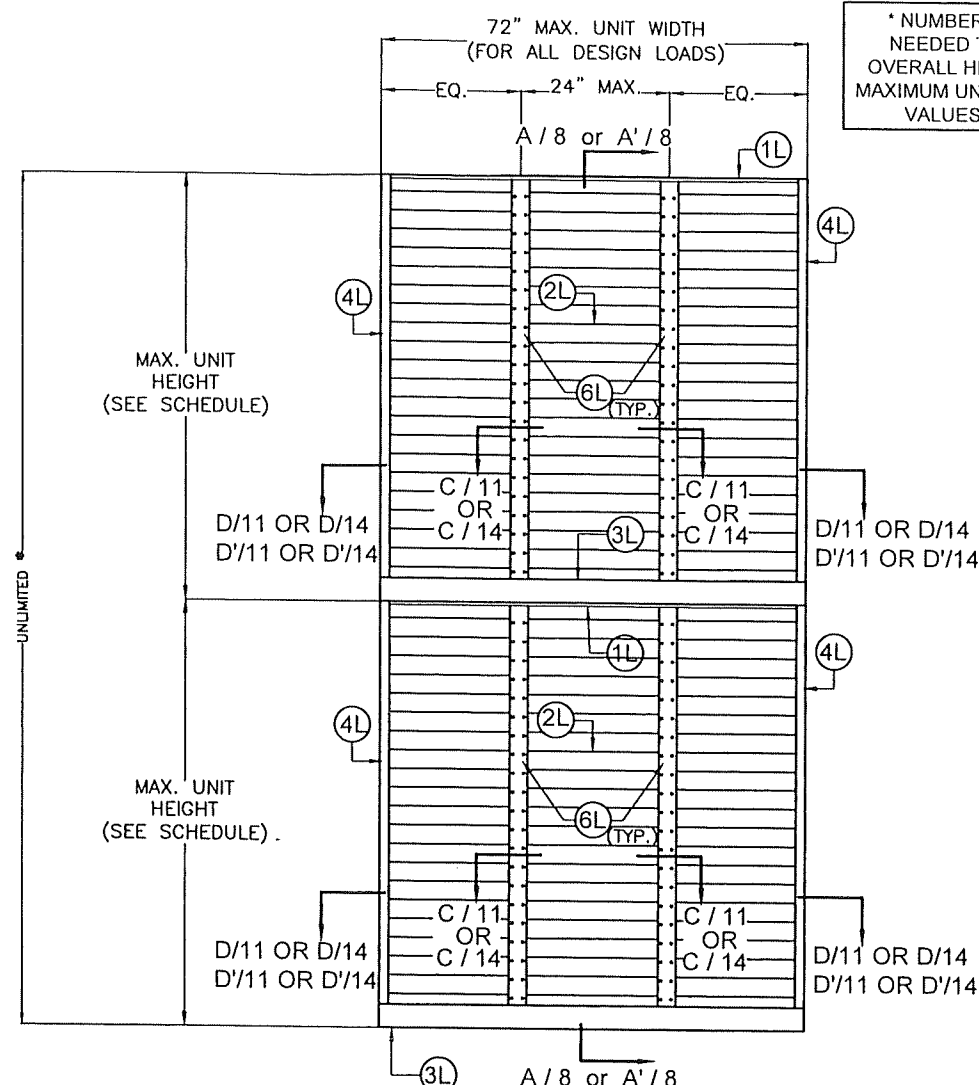 72" MAX. UNIT WIDTH
(FOR ALL DESIGN LOADS)
EQ.
24" MAX.
EQ.
* NUMBER
NEEDED
OVERALL
MAXIMUM
VALUES
A / 8 or A' / 8
1L
4L
4L
2L
MAX. UNIT
HEIGHT
(SEE SCHEDULE)
6L
(TYP.)
C / 11
OR
C / 14
C / 11
OR
C / 14
D/11 OR D/14
D'/11 OR D'/14
3L
D/11 OR D/14
D'/11 OR D'/14
UNLIMITED *
1L
4L
4L
2L
MAX. UNIT
HEIGHT
(SEE SCHEDULE).
6L
(TYP.)
C / 11
OR
C / 14
C / 11
OR
C / 14
D/11 OR D/14
D'/11 OR D'/14
D/11 OR D/14
D'/11 OR D'/14
3L
A / 8 or A' / 8